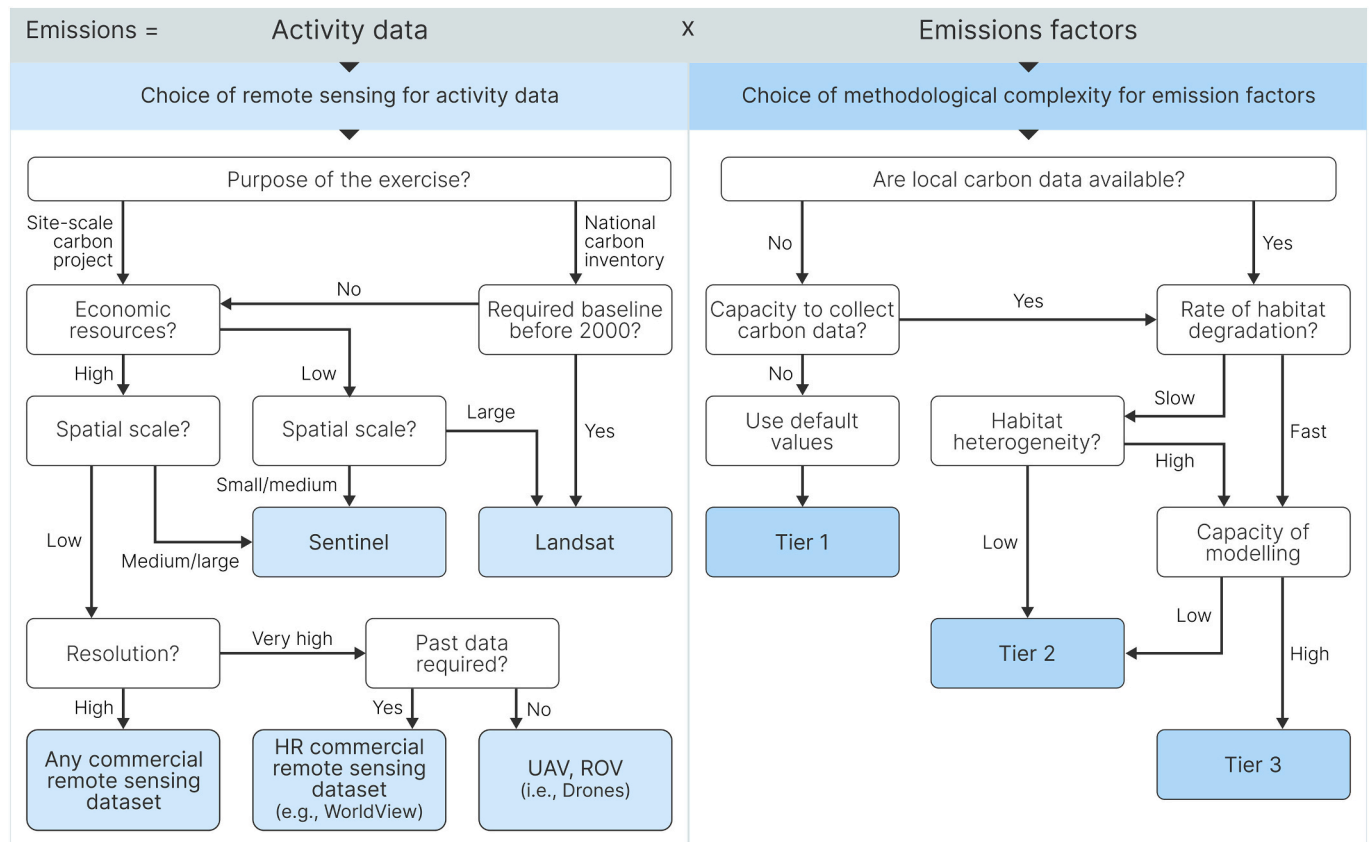 Emissions =
Activity data
x
Emissions factors
Choice of remote sensing for activity data
Choice of methodological complexity for emission factors
Purpose of the exercise?
Site-scale
carbon
project
National
carbon
inventory
Economic
resources?
No
Required baseline
before 2000?
High
Low
Spatial scale?
Spatial scale?
Large
Yes
Small/medium
Low
Medium/large
Sentinel
Landsat
Resolution?
Very high
Past data
required?
High
Yes
No
Any commercial
remote sensing
dataset
HR commercial
remote sensing
dataset
(e.g., WorldView)
UAV, ROV
(i.e., Drones)
Are local carbon data available?
No
Yes
Capacity to collect
carbon data?
Yes
Rate of habitat
degradation?
No
Slow
Fast
Use default
values
Habitat
heterogeneity?
High
Tier 1
Low
Capacity of
modelling
Low
High
Tier 2
Tier 3